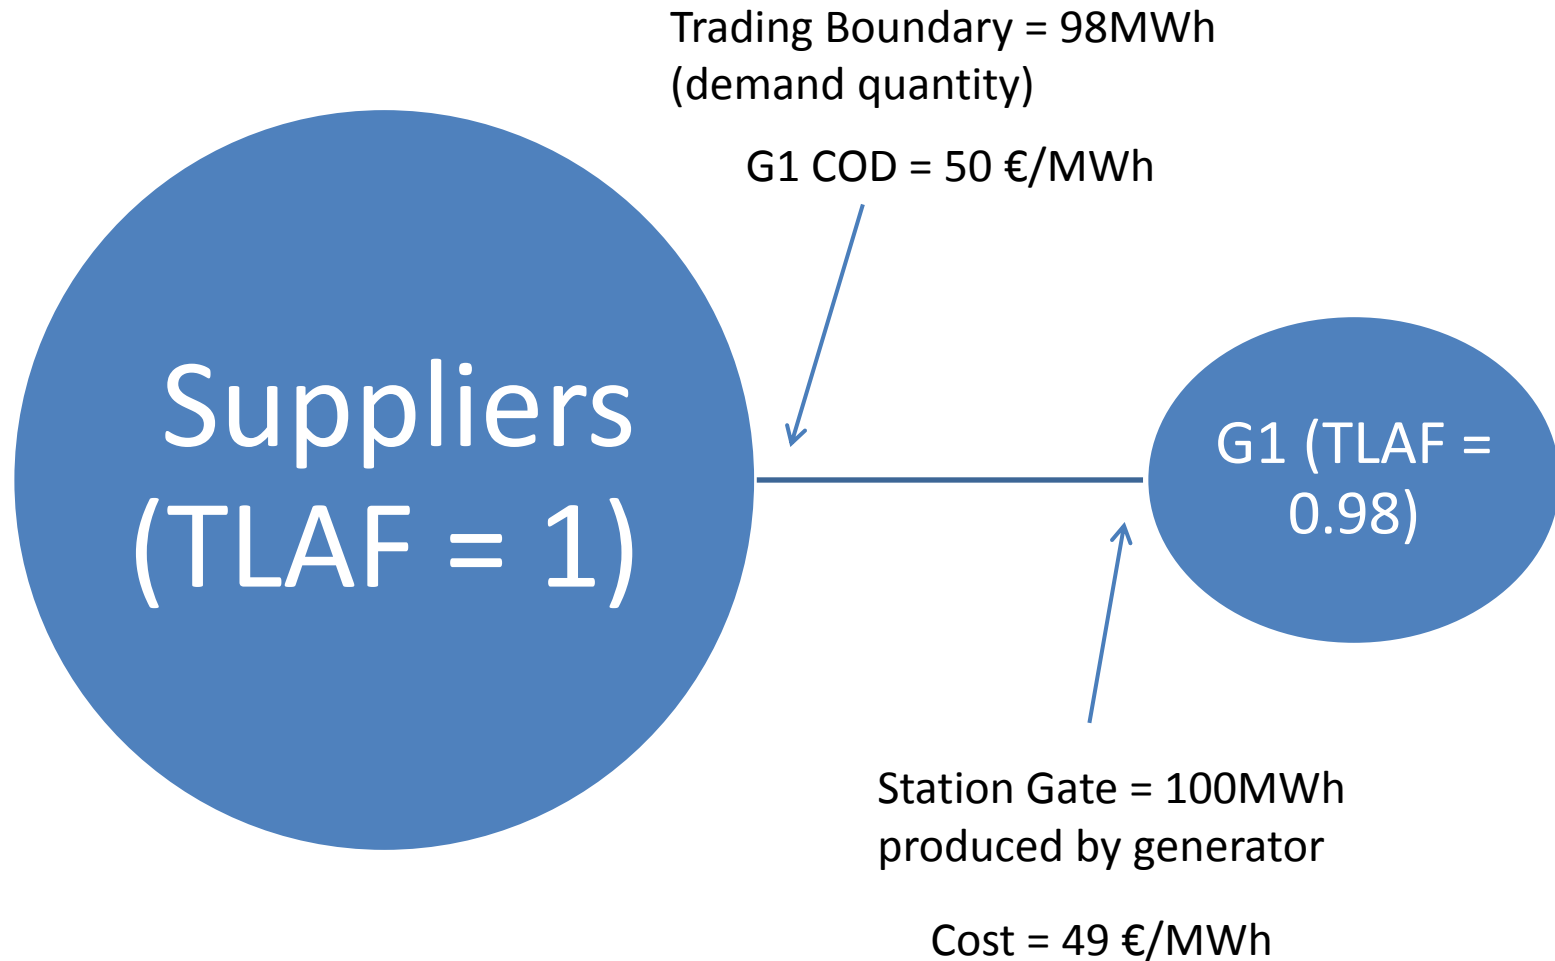 Trading Boundary = 98MWh
(demand quantity)
G1 COD = 50 €/MWh
Suppliers
(TLAF = 1)
G1 (TLAF =
0.98)
Station Gate = 100MWh
produced by generator
Cost = 49 €/MWh